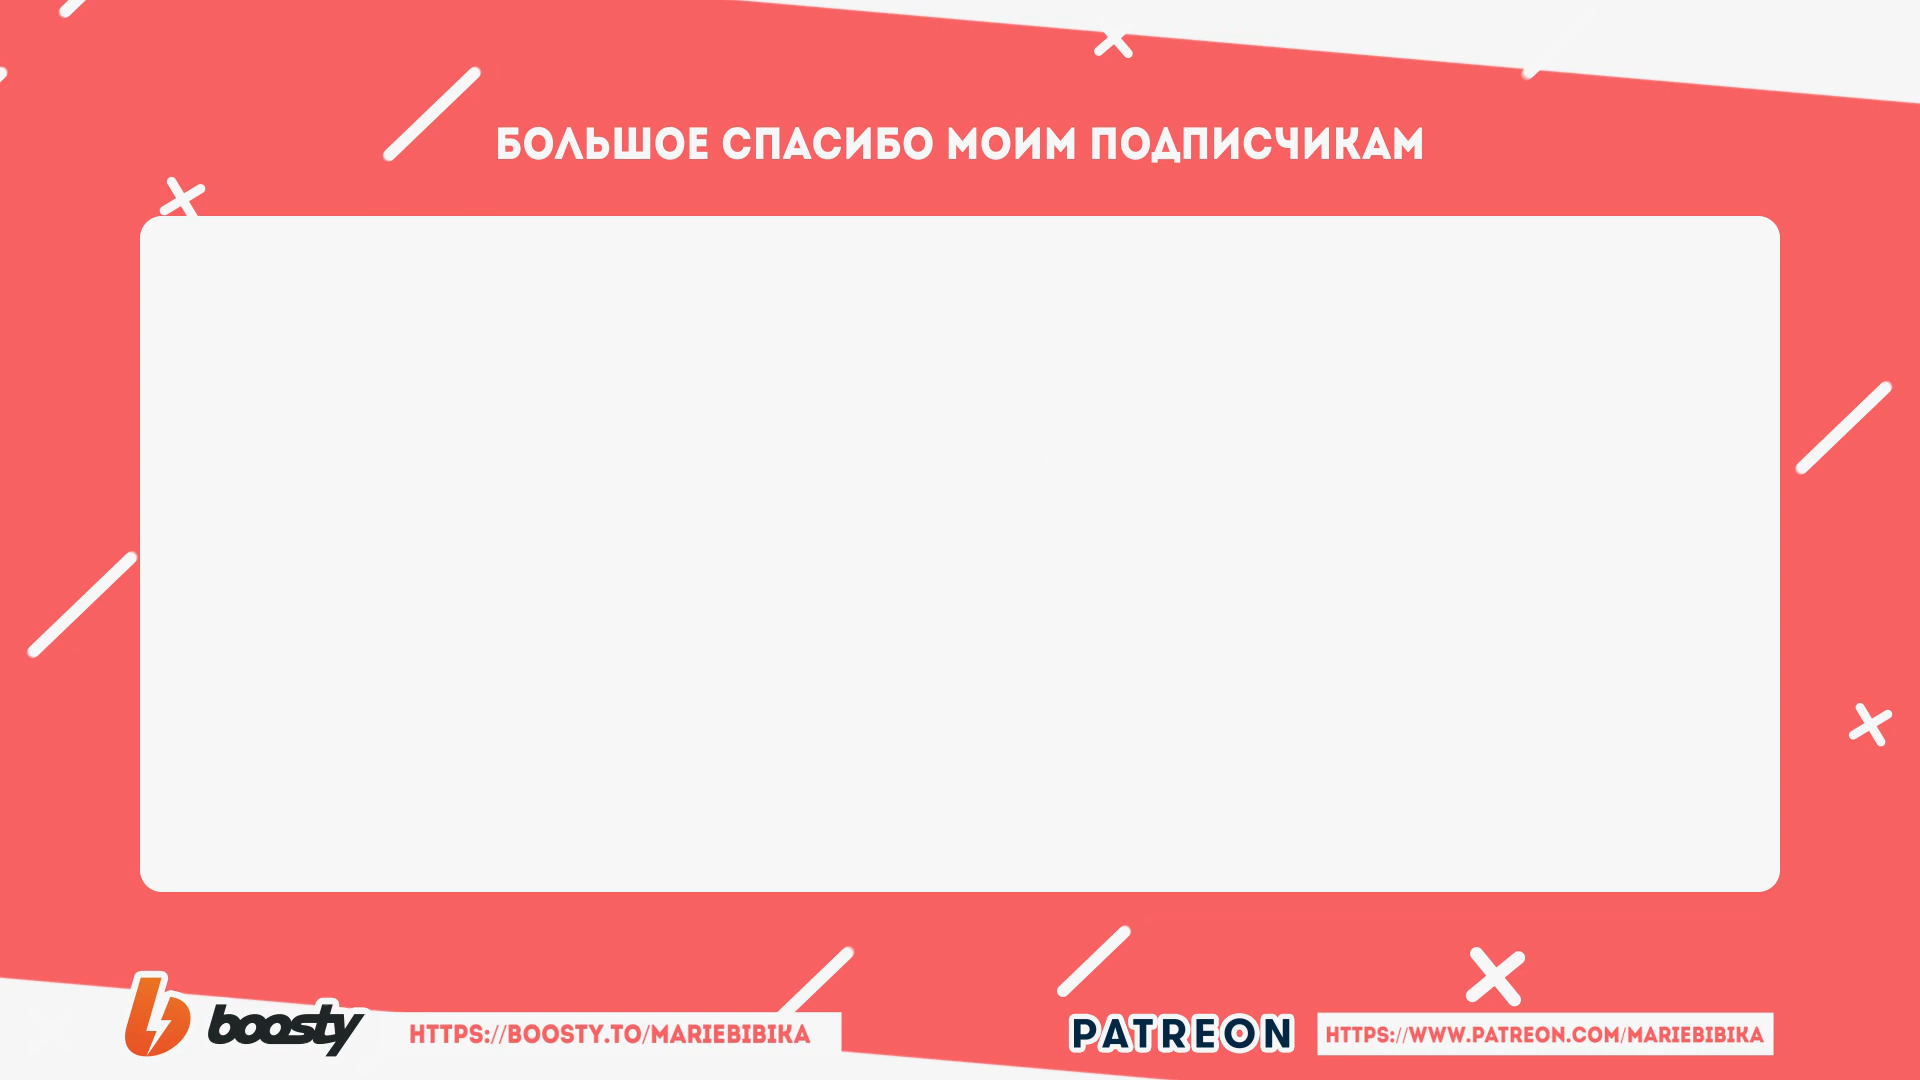 БОЛЬШОЕ СПАСИБО МОИМ ПОДПИСЧИКАМ
boosty HTTPS://BOOSTY.TO/MARIEBIBIKA PATREON HTTPS://WWW.PATREON.COM/MARIEBIBIKA